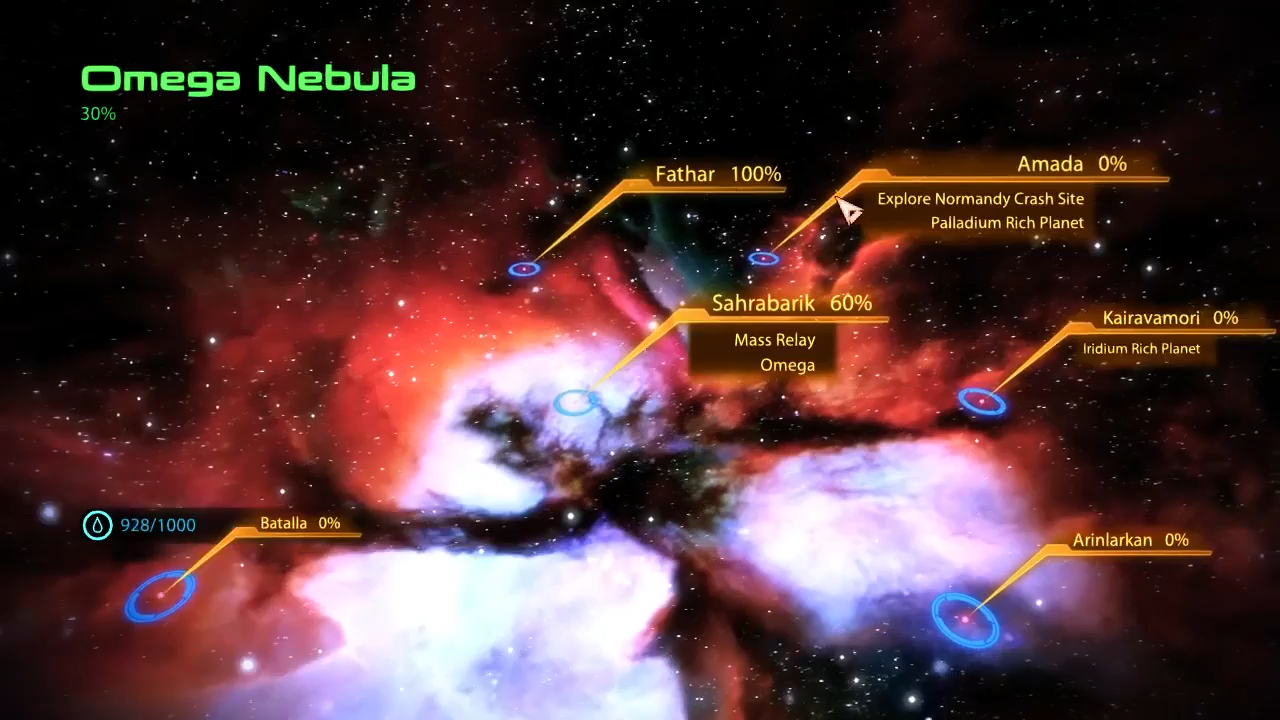 Omega Nebula
30%
Fathar 100%
Amada 0%
Explore Normandy Crash Site
Palladium Rich Planet
Sahrabarik 60%
Mass Relay
Omega
Kairavamori 0%
Iridium Rich Planet
928/1000
Batalla 0%
Arinlarkan 0%